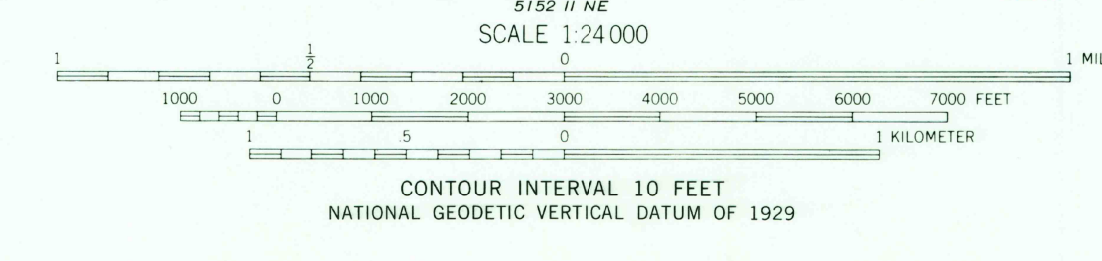 5152 II NE
SCALE 1:24 000
1 1/2 0 1
1000 0 1000 2000 3000 4000 5000 6000 7000 FEET
1 .5 0 1 KILOMETER
CONTOUR INTERVAL 10 FEET
NATIONAL GEODETIC VERTICAL DATUM OF 1929